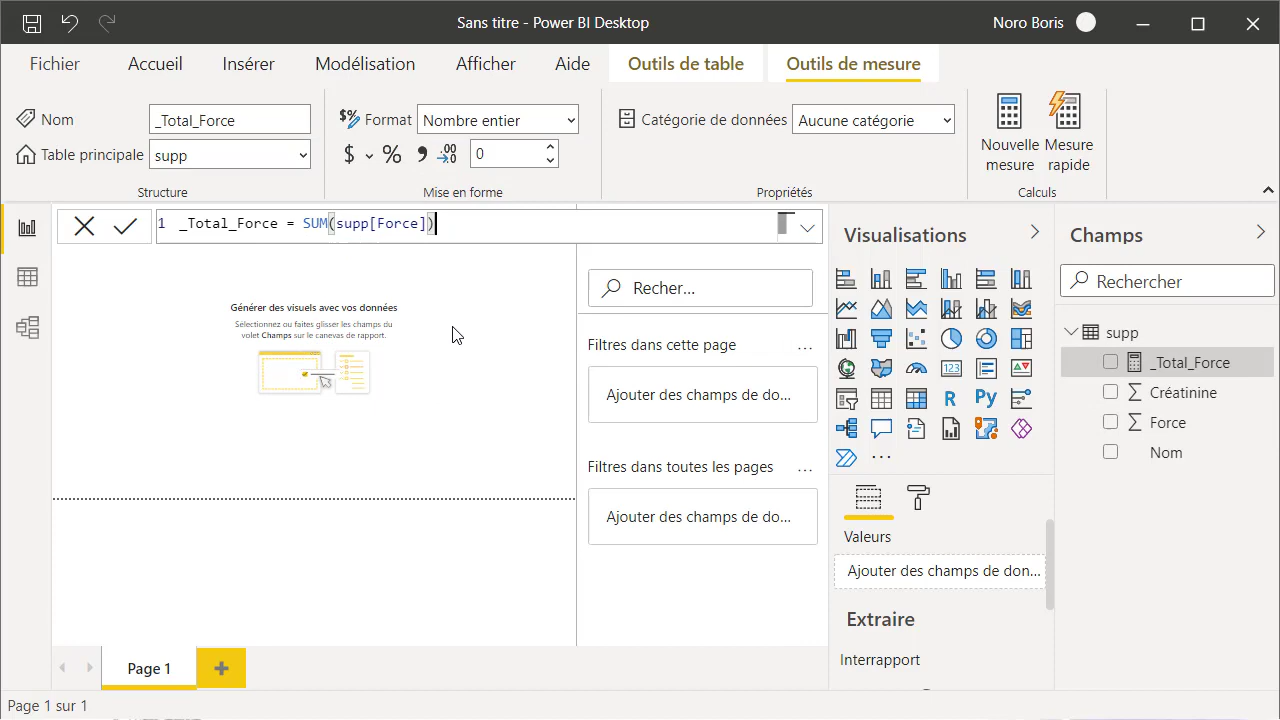 Sans titre - Power BI Desktop
Noro Boris
Fichier
Accueil
Insérer
Modélisation
Afficher
Aide
Outils de table
Outils de mesure
Nom
_Total_Force
Table principale
supp
Structure
Format
Nombre entier
$
%
,00
→0
0
Mise en forme
Catégorie de données
Aucune catégorie
Propriétés
Nouvelle
mesure
Mesure
rapide
Calculs
1 _Total_Force = SUM(supp[Force])
Générer des visuels avec vos données
Sélectionnez ou faites glisser les champs du
volet Champs sur le canevas de rapport.
Recher...
Filtres dans cette page
...
Ajouter des champs de do...
Filtres dans toutes les pages
...
Ajouter des champs de do...
Visualisations
123
R
Py
...
Valeurs
Ajouter des champs de don...
Extraire
Interrapport
Champs
Rechercher
supp
_Total_Force
Créatinine
Force
Nom
Page 1
Page 1 sur 1